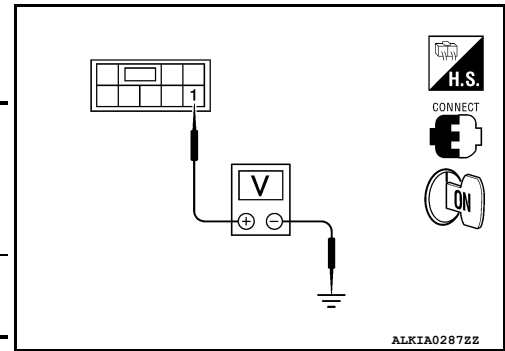 H.S.
CONNECT
1
ON
V
+ −
ALKIA0287ZZ